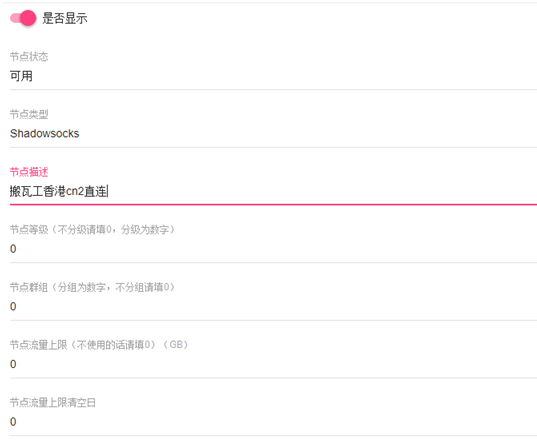 是否显示
节点状态
可用
节点类型
Shadowsocks
节点描述
搬瓦工香港cn2直连
节点等级（不分级请填0，分级为数字）
0
节点群组（分组为数字，不分组请填0）
0
节点流量上限（不使用的话请填0）（GB）
0
节点流量上限清空日
0